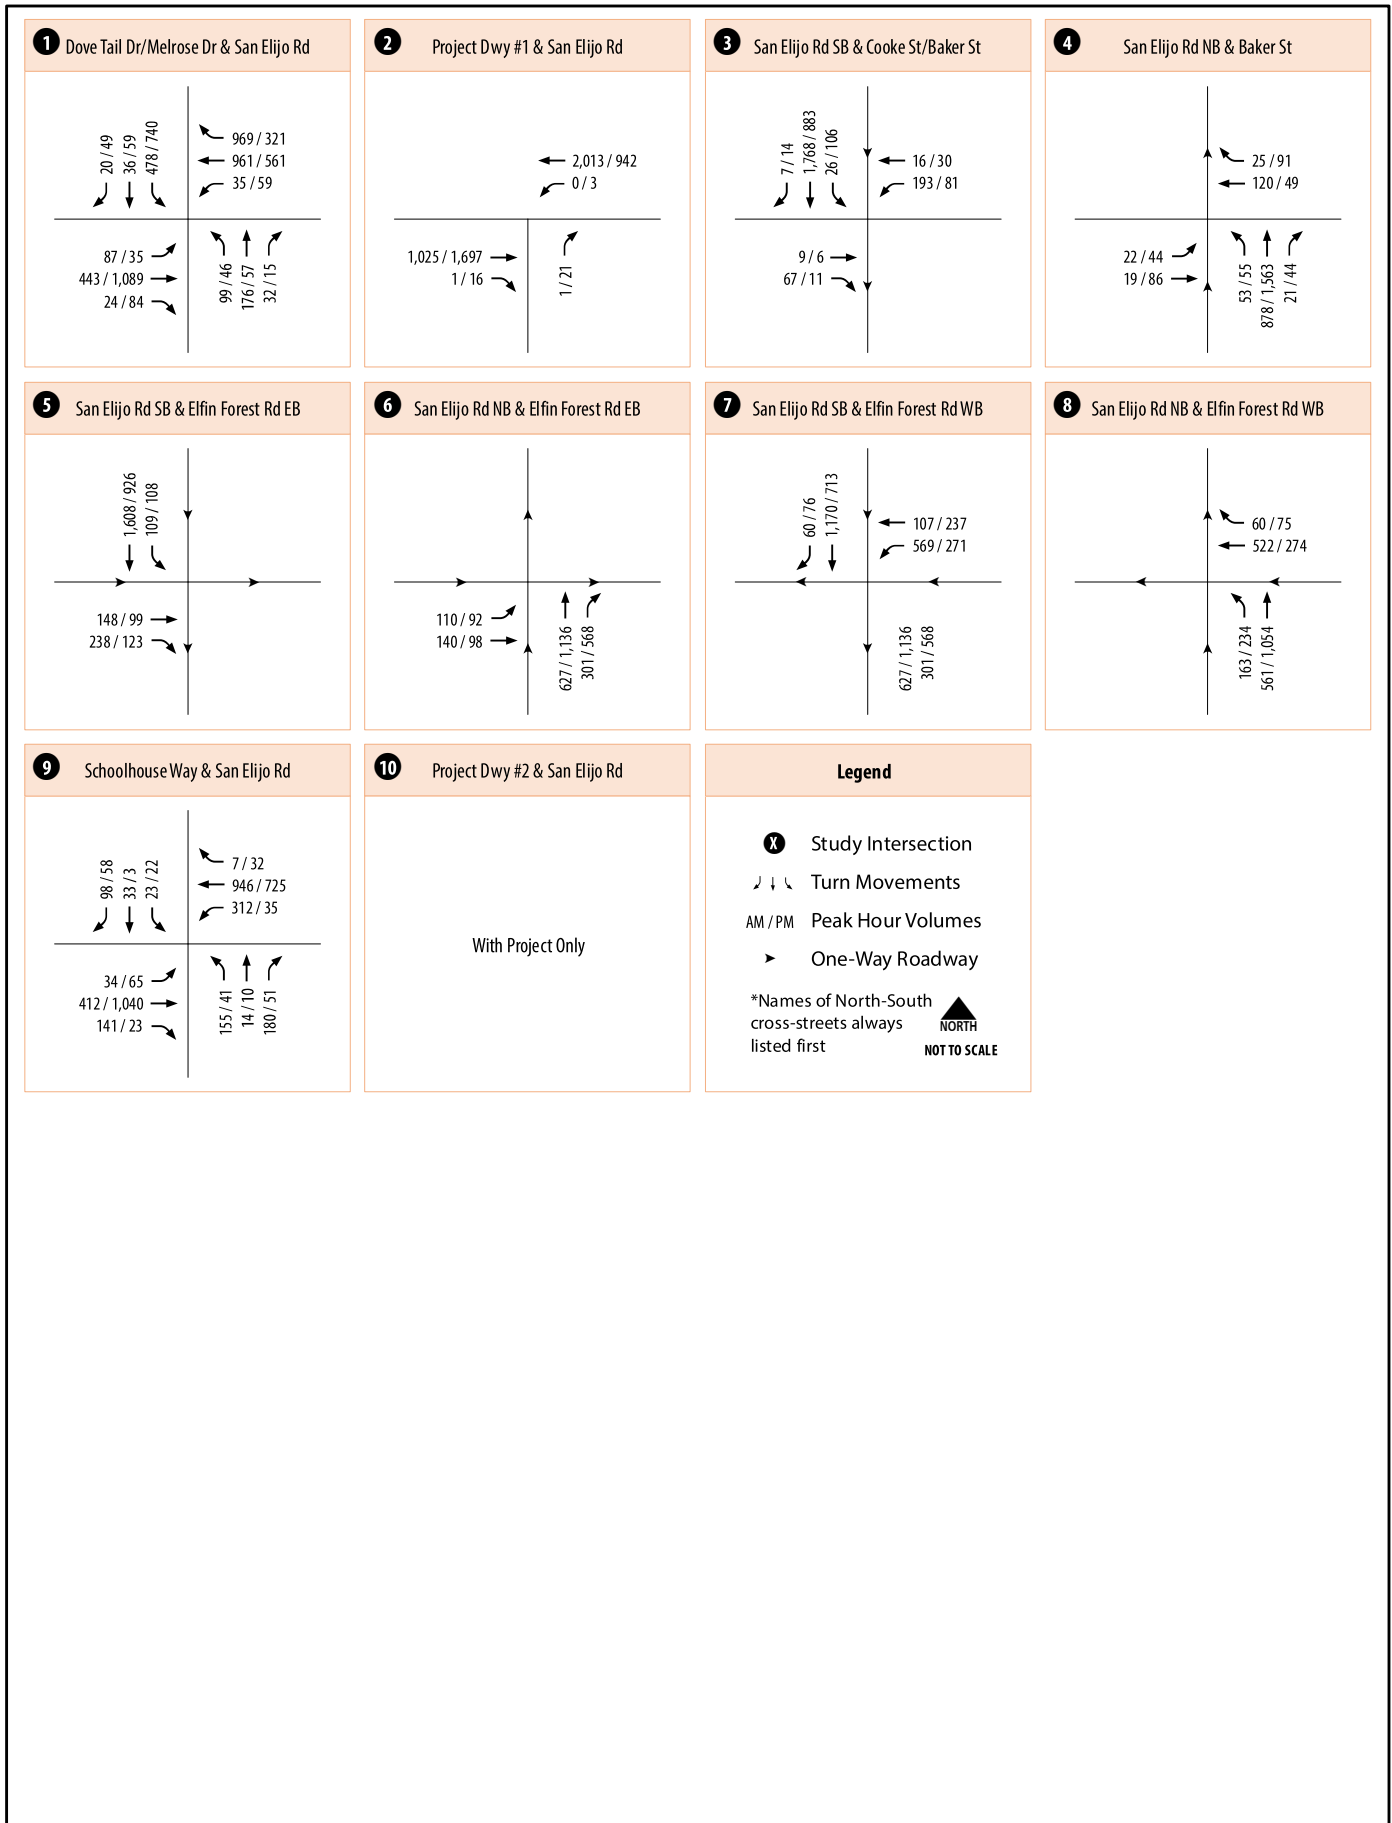 1 Dove Tail Dr/Melrose Dr & San Elijo Rd
20 / 49
36 / 59
478 / 740
969 / 321
961 / 561
35 / 59
87 / 35
443 / 1,089
24 / 84
99 / 46
176 / 57
32 / 15
2 Project Dwy #1 & San Elijo Rd
2,013 / 942
0 / 3
1,025 / 1,697
1 / 16
1 / 21
3 San Elijo Rd SB & Cooke St/Baker St
7 / 14
1,768 / 883
26 / 106
16 / 30
193 / 81
9 / 6
67 / 11
4 San Elijo Rd NB & Baker St
25 / 91
120 / 49
22 / 44
19 / 86
53 / 55
878 / 1,563
21 / 44
5 San Elijo Rd SB & Elfin Forest Rd EB
1,608 / 926
109 / 108
148 / 99
238 / 123
6 San Elijo Rd NB & Elfin Forest Rd EB
110 / 92
140 / 98
627 / 1,136
301 / 568
7 San Elijo Rd SB & Elfin Forest Rd WB
60 / 76
1,170 / 713
107 / 237
569 / 271
627 / 1,136
301 / 568
8 San Elijo Rd NB & Elfin Forest Rd WB
60 / 75
522 / 274
163 / 234
561 / 1,054
9 Schoolhouse Way & San Elijo Rd
98 / 58
33 / 3
23 / 22
7 / 32
946 / 725
312 / 35
34 / 65
412 / 1,040
141 / 23
155 / 41
14 / 10
180 / 51
10 Project Dwy #2 & San Elijo Rd
With Project Only
Legend
X Study Intersection
Turn Movements
AM / PM Peak Hour Volumes
One-Way Roadway
*Names of North-South
cross-streets always
listed first
NORTH
NOT TO SCALE